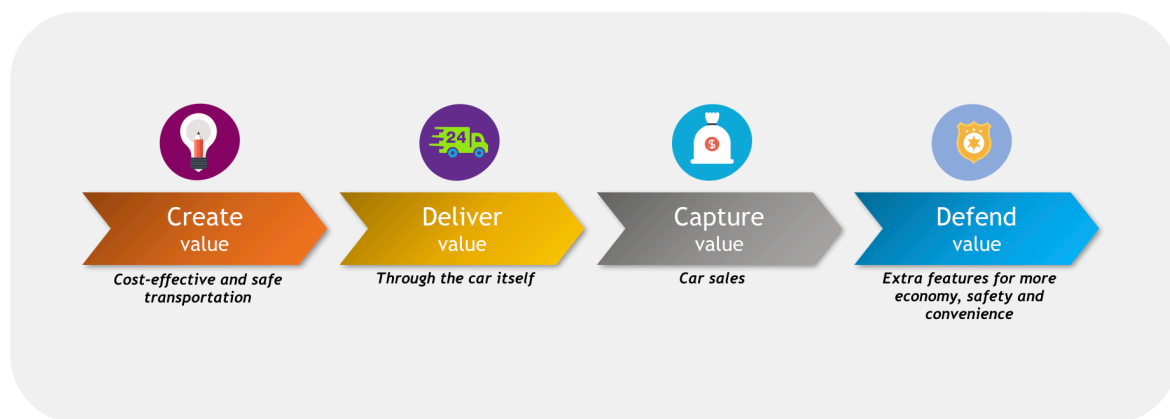 24
$
Create
value
Cost-effective and safe
transportation
Deliver
value
Through the car itself
Capture
value
Car sales
Defend
value
Extra features for more
economy, safety and
convenience